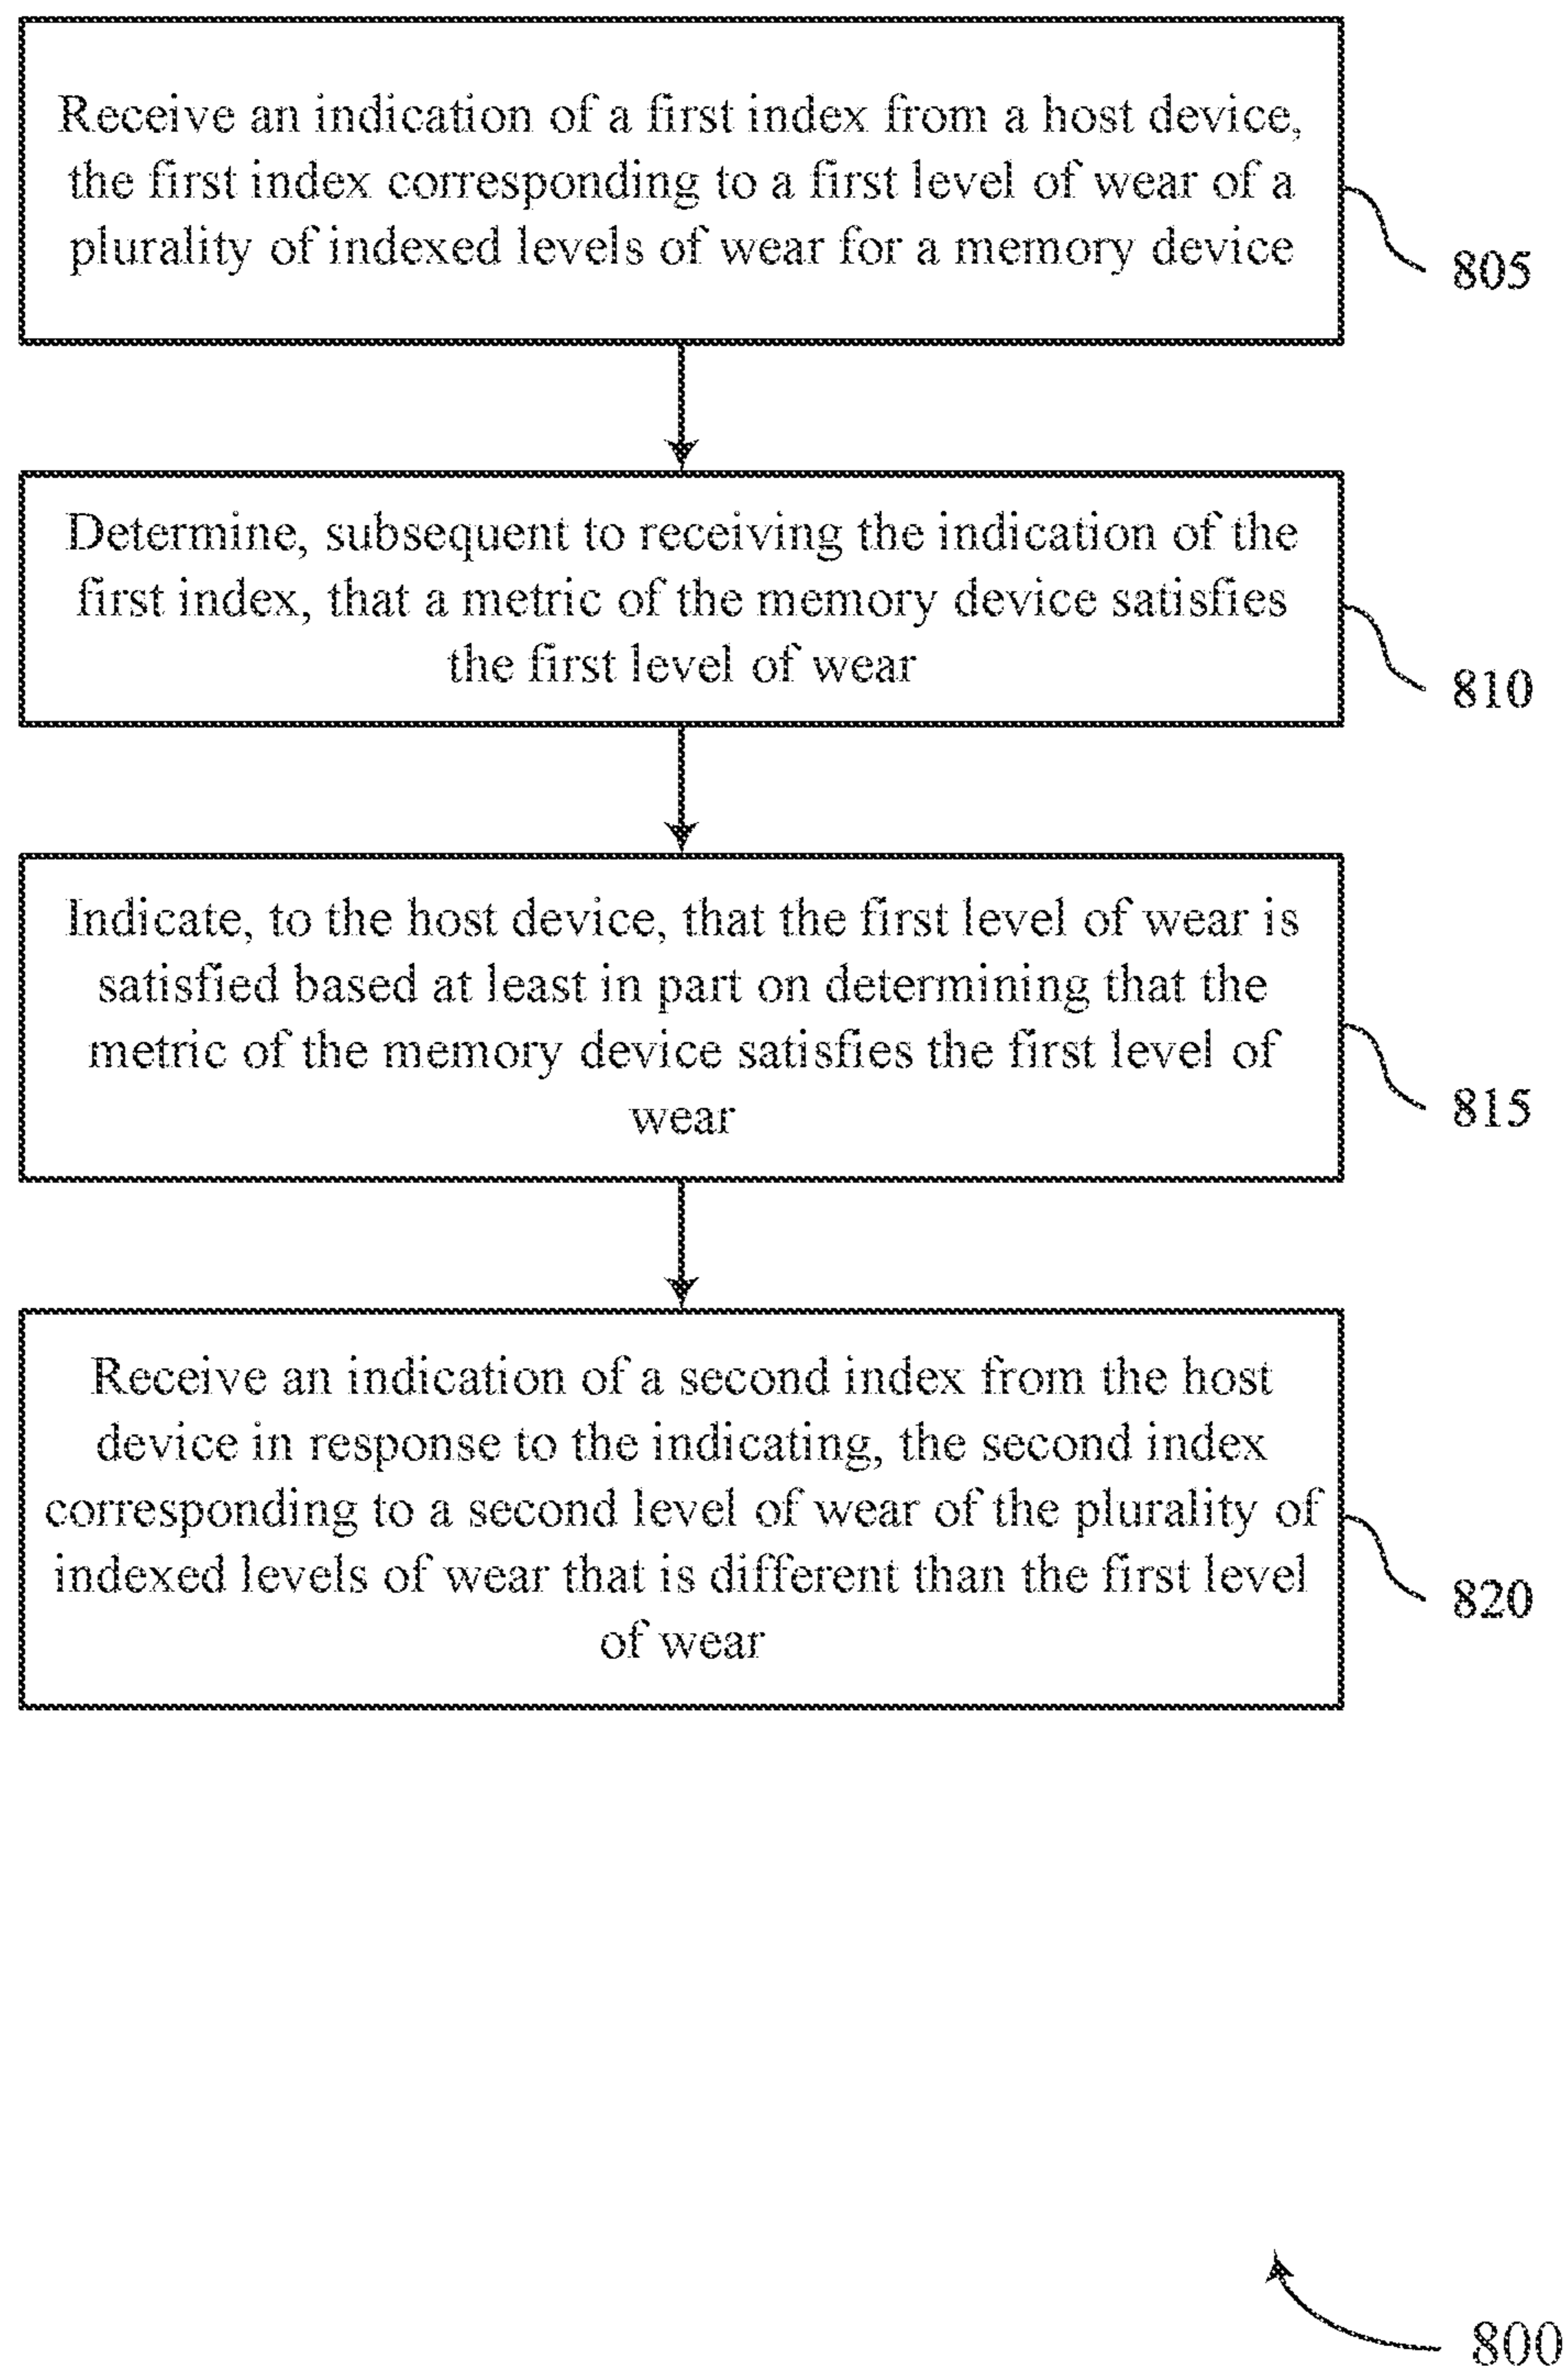 Receive an indication of a first index from a host device,
the first index corresponding to a first level of wear of a
plurality of indexed levels of wear for a memory device
805
Determine, subsequent to receiving the indication of the
first index, that a metric of the memory device satisfies
the first level of wear
810
Indicate, to the host device, that the first level of wear is
satisfied based at least in part on determining that the
metric of the memory device satisfies the first level of
wear
815
Receive an indication of a second index from the host
device in response to the indicating, the second index
corresponding to a second level of wear of the plurality of
indexed levels of wear that is different than the first level
of wear
820
800